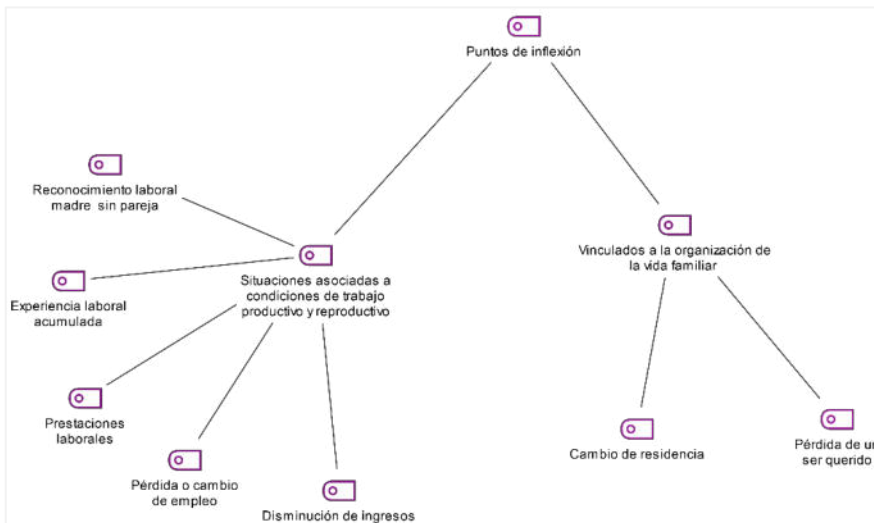 Puntos de inflexión
Reconocimiento laboral
madre sin pareja
Vinculados a la organización de
la vida familiar
Situaciones asociadas a
condiciones de trabajo
productivo y reproductivo
Experiencia laboral
acumulada
Prestaciones
laborales
Cambio de residencia
Pérdida de un
ser querido
Pérdida o cambio
de empleo
Disminución de ingresos